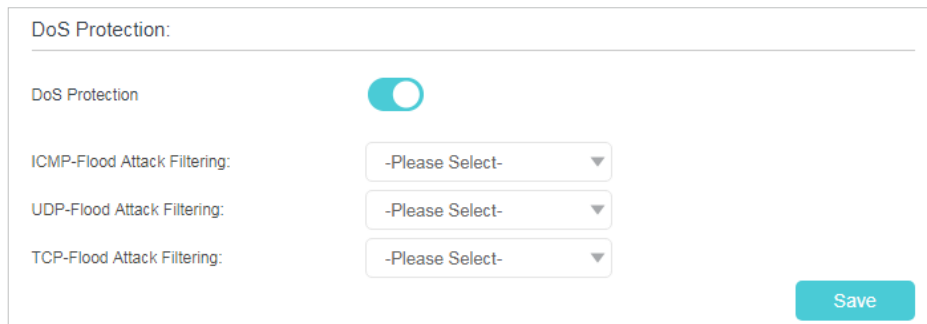 DoS Protection:
DoS Protection
ICMP-Flood Attack Filtering: -Please Select-
UDP-Flood Attack Filtering: -Please Select-
TCP-Flood Attack Filtering: -Please Select-
Save